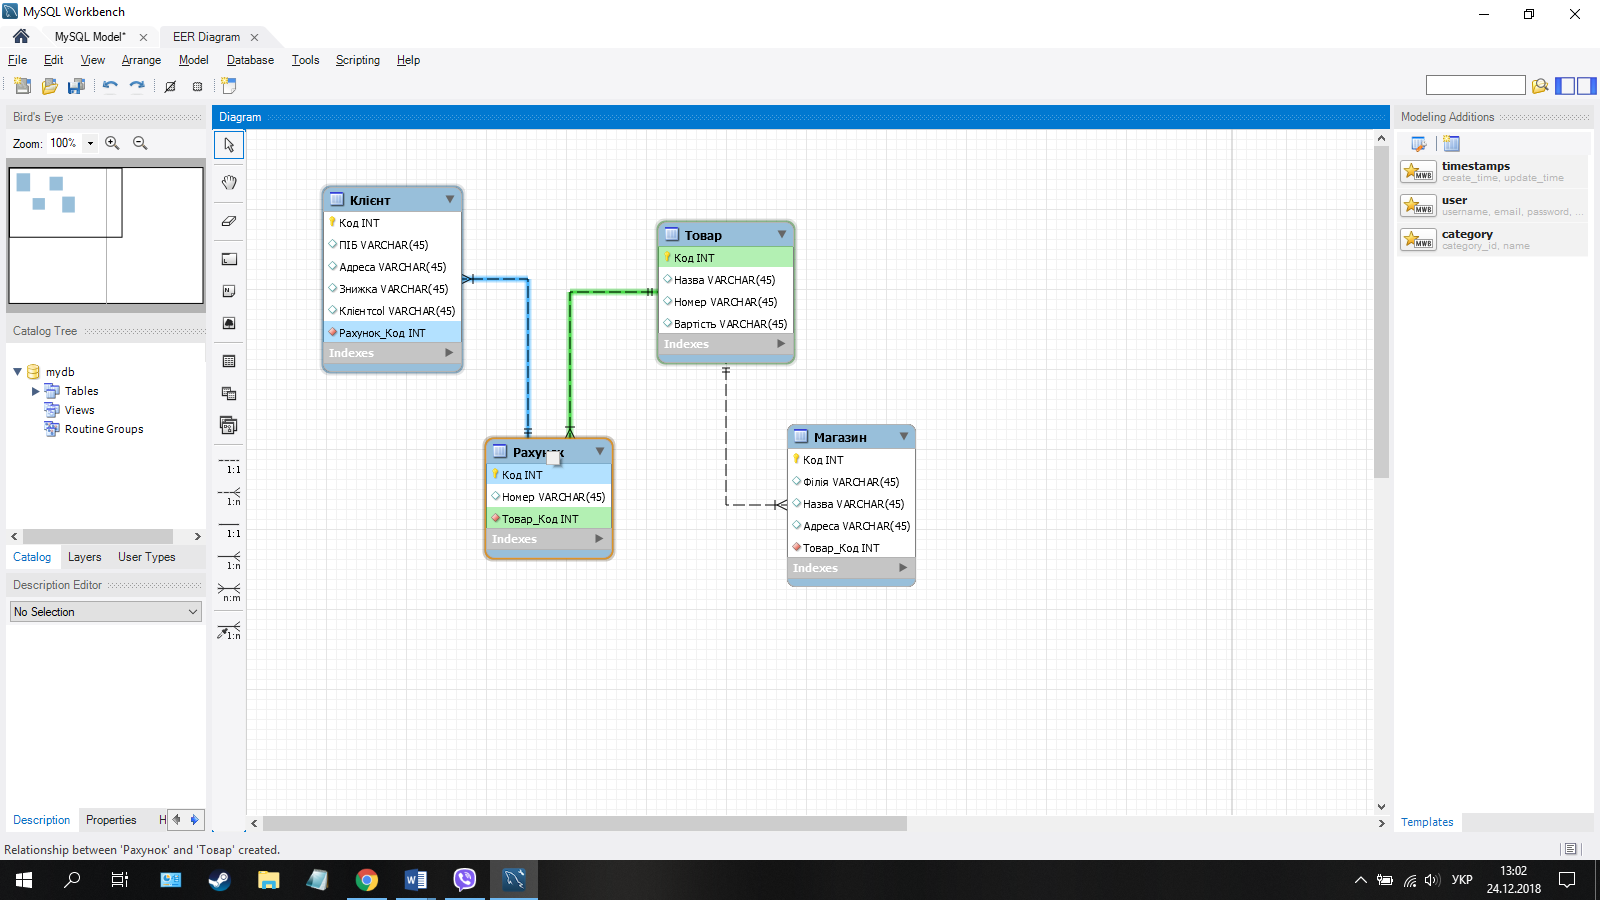 MySQL Workbench
MySQL Model*
EER Diagram
File Edit View Arrange Model Database Tools Scripting Help
Bird's Eye
Zoom: 100%
Catalog Tree
mydb
Tables
Views
Routine Groups
Catalog Layers User Types
Description Editor
No Selection
Description Properties H
Diagram
1:1
1:n
1:1
1:n
n:m
1:n
Клієнт
Код INT
ПІБ VARCHAR(45)
Адреса VARCHAR(45)
Знижка VARCHAR(45)
Клієнтcol VARCHAR(45)
Рахунок_Код INT
Indexes
Товар
Код INT
Назва VARCHAR(45)
Номер VARCHAR(45)
Вартість VARCHAR(45)
Indexes
Рахунок
Код INT
Номер VARCHAR(45)
Товар_Код INT
Indexes
Магазин
Код INT
Філія VARCHAR(45)
Назва VARCHAR(45)
Адреса VARCHAR(45)
Товар_Код INT
Indexes
Modeling Additions
MWB
timestamps
create_time, update_time
MWB
user
username, email, password, ...
MWB
category
category_id, name
Templates
Relationship between 'Рахунок' and 'Товар' created.
УКР
13:02
24.12.2018